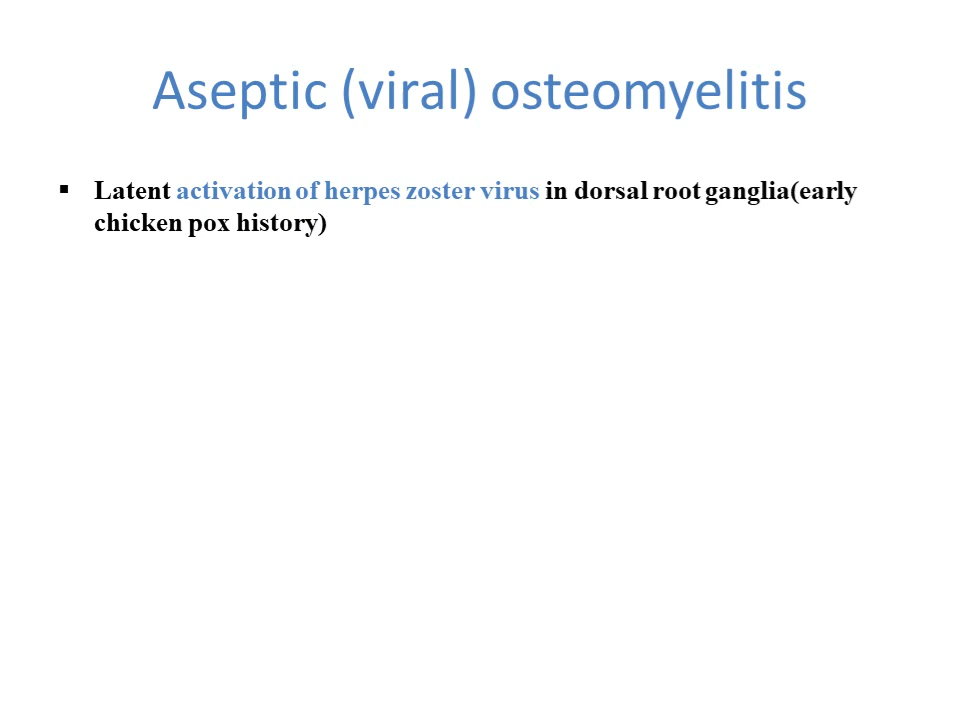 Aseptic (viral) osteomyelitis
▪ Latent activation of herpes zoster virus in dorsal root ganglia(early
chicken pox history)